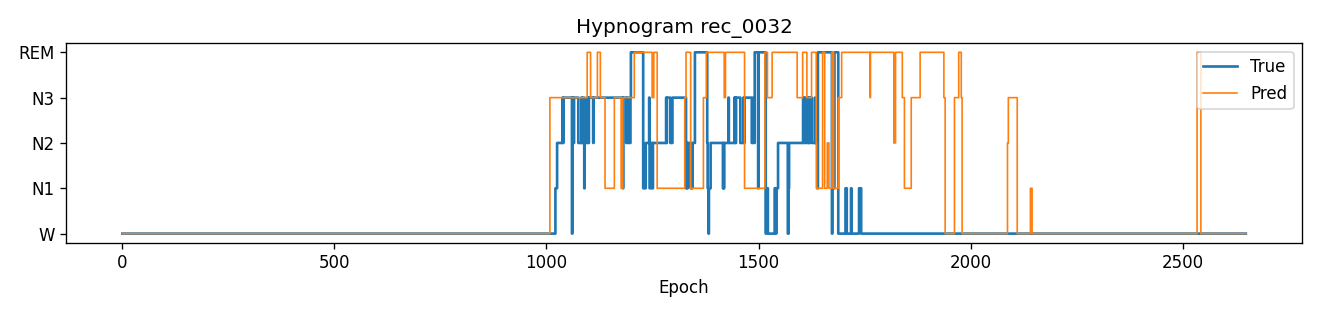 Hypnogram rec_0032
REM
N3
N2
N1
W
True
Pred
0
500
1000
1500
2000
2500
Epoch